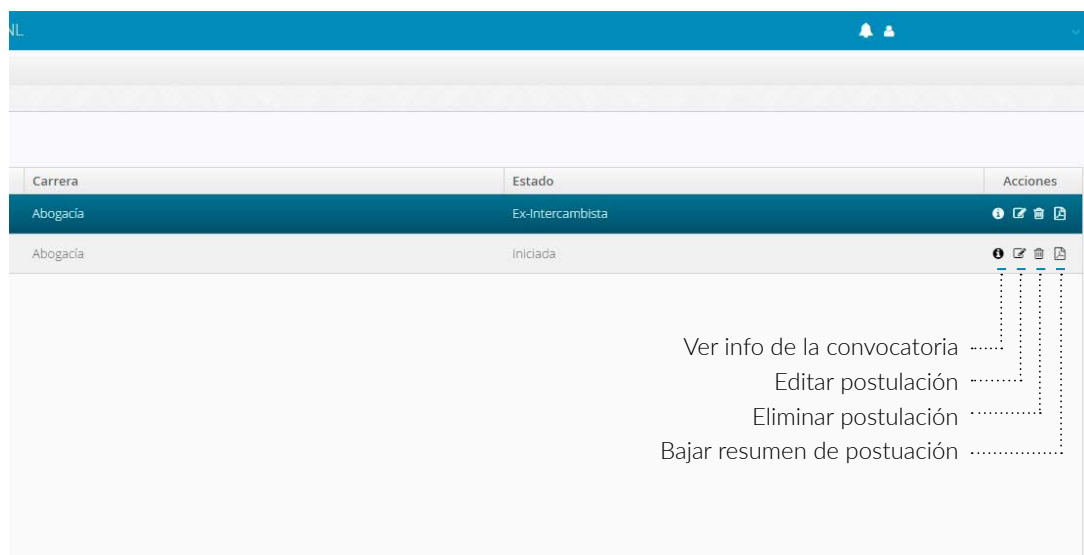 NL
Carrera Estado Acciones
Abogacía Ex-Intercambista
Abogacía Iniciada
Ver info de la convocatoria
Editar postulación
Eliminar postulación
Bajar resumen de postuación